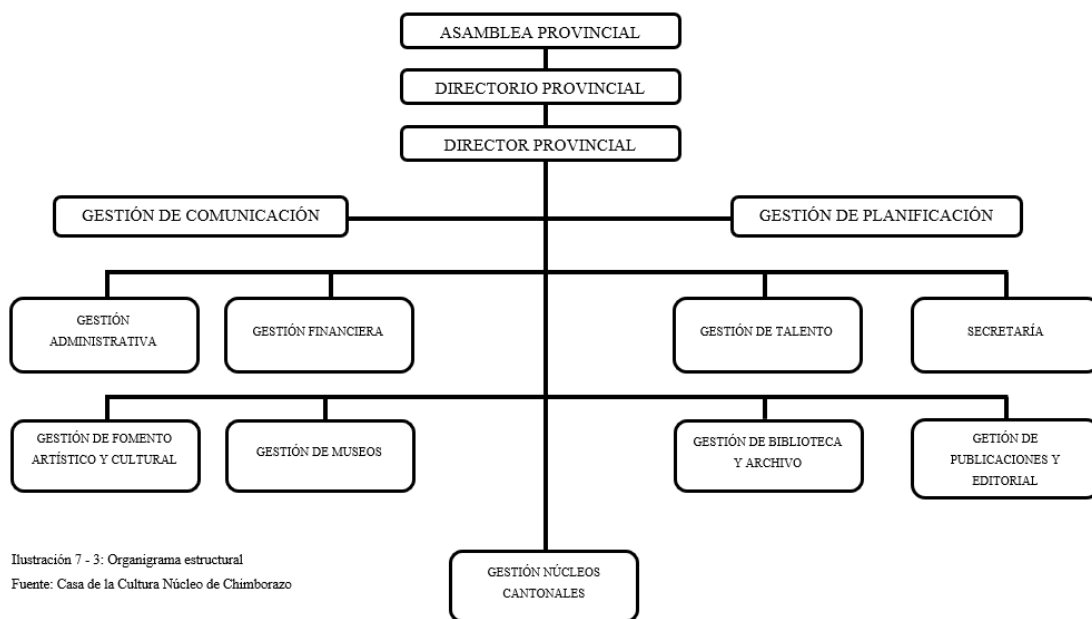 ASAMBLEA PROVINCIAL
DIRECTORIO PROVINCIAL
DIRECTOR PROVINCIAL
GESTIÓN DE COMUNICACIÓN
GESTIÓN DE PLANIFICACIÓN
GESTIÓN
ADMINISTRATIVA
GESTIÓN FINANCIERA
GESTIÓN DE TALENTO
SECRETARÍA
GESTIÓN DE FOMENTO
ARTÍSTICO Y CULTURAL
GESTIÓN DE MUSEOS
GESTIÓN DE BIBLIOTECA
Y ARCHIVO
GETIÓN DE
PUBLICACIONES Y
EDITORIAL
GESTIÓN NÚCLEOS
CANTONALES
Ilustración 7 - 3: Organigrama estructural
Fuente: Casa de la Cultura Núcleo de Chimborazo